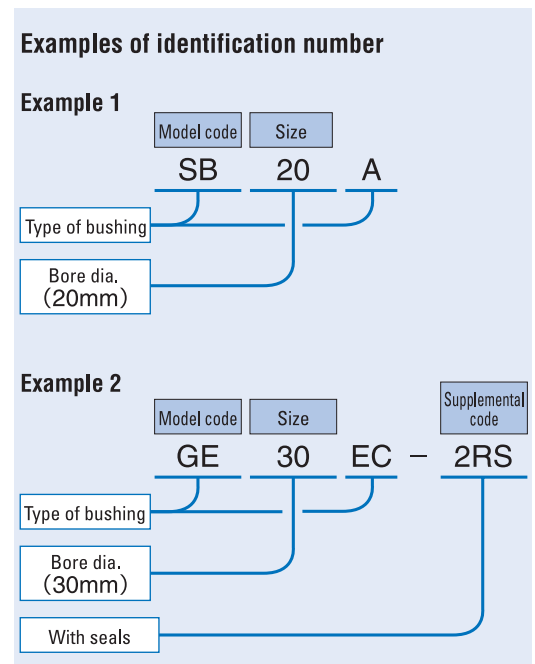 Examples of identification number
Example 1
Model code Size
SB 20 A
Type of bushing
Bore dia.
(20mm)
Example 2
Supplemental
code
Model code Size
GE 30 EC – 2RS
Type of bushing
Bore dia.
(30mm)
With seals